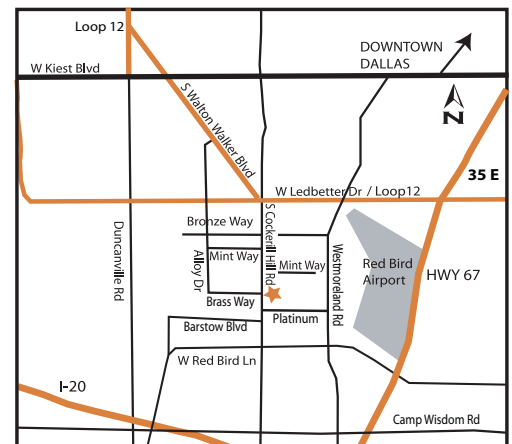 Loop 12
DOWNTOWN
DALLAS
W Kiest Blvd
S Walton Walker Blvd
N
35 E
W Ledbetter Dr / Loop12
S Cockerill Hill Rd
Bronze Way
Duncanville Rd
Alloy Dr
Mint Way
Mint Way
Westmoreland Rd
Red Bird
Airport
HWY 67
Brass Way
Platinum
Barstow Blvd
W Red Bird Ln
I-20
Camp Wisdom Rd